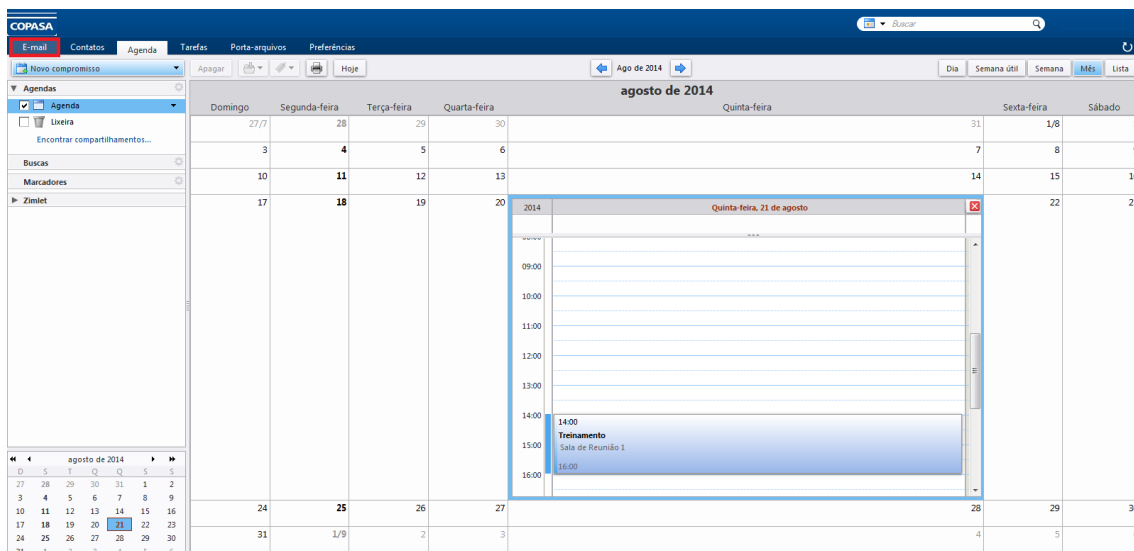 COPASA
Buscar
E-mail Contatos Agenda Tarefas Porta-arquivos Preferências
Novo compromisso Apagar Hoje Ago de 2014 Dia Semana útil Semana Mês Lista
Agendas
Agenda
Lixeira
Encontrar compartilhamentos...
Buscas
Marcadores
Zimlet
agosto de 2014
Domingo Segunda-feira Terça-feira Quarta-feira Quinta-feira Sexta-feira Sábado
27/7 28 29 30 31 1/8
3 4 5 6 7 8
10 11 12 13 14 15
17 18 19 20 22
2014 Quinta-feira, 21 de agosto
09:00
10:00
11:00
12:00
13:00
14:00 14:00
Treinamento
15:00 Sala de Reunião 1
16:00 16:00
24 25 26 27 28 29
31 1/9 2 3 4 5
agosto de 2014
D S T Q Q S S
27 28 29 30 31 1 2
3 4 5 6 7 8 9
10 11 12 13 14 15 16
17 18 19 20 21 22 23
24 25 26 27 28 29 30